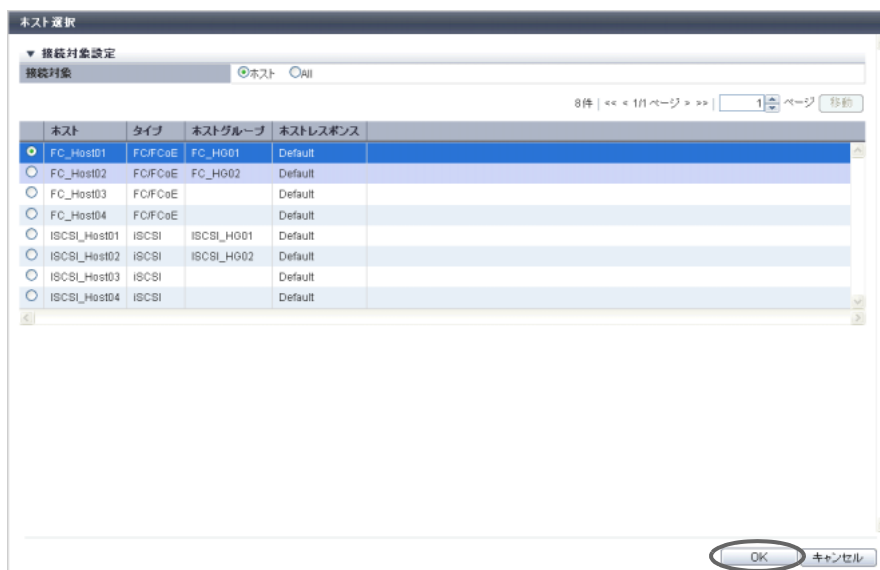 ホスト選択
▼ 接続対象設定
接続対象 ホスト All
8件 | << < 1/1 ページ > >> | 1 ページ 移動
ホスト タイプ ホストグループ ホストレスポンス
FC_Host01 FC/FCoE FC_HG01 Default
FC_Host02 FC/FCoE FC_HG02 Default
FC_Host03 FC/FCoE Default
FC_Host04 FC/FCoE Default
ISCSI_Host01 iSCSI ISCSI_HG01 Default
ISCSI_Host02 iSCSI ISCSI_HG02 Default
ISCSI_Host03 iSCSI Default
ISCSI_Host04 iSCSI Default
OK キャンセル